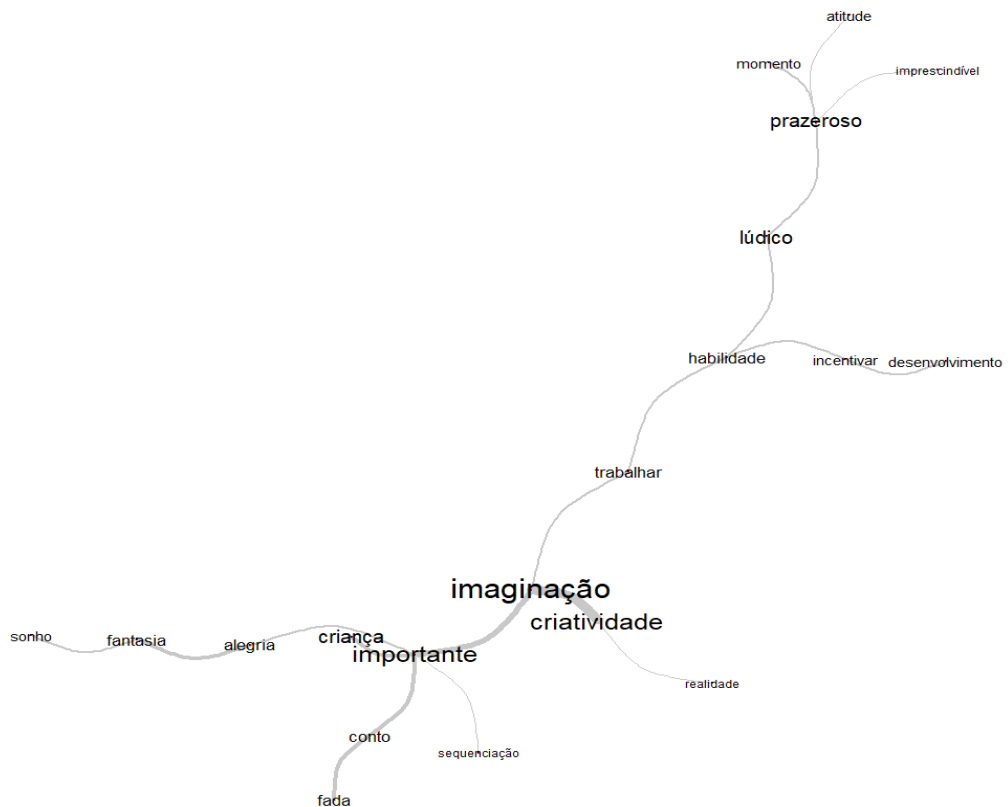 atitude
momento
imprescindível
prazeroso
lúdico
habilidade
incentivar
desenvolvimento
trabalhar
imaginação
criatividade
sonho
fantasia
alegria
criança
importante
realidade
conto
sequenciação
fada